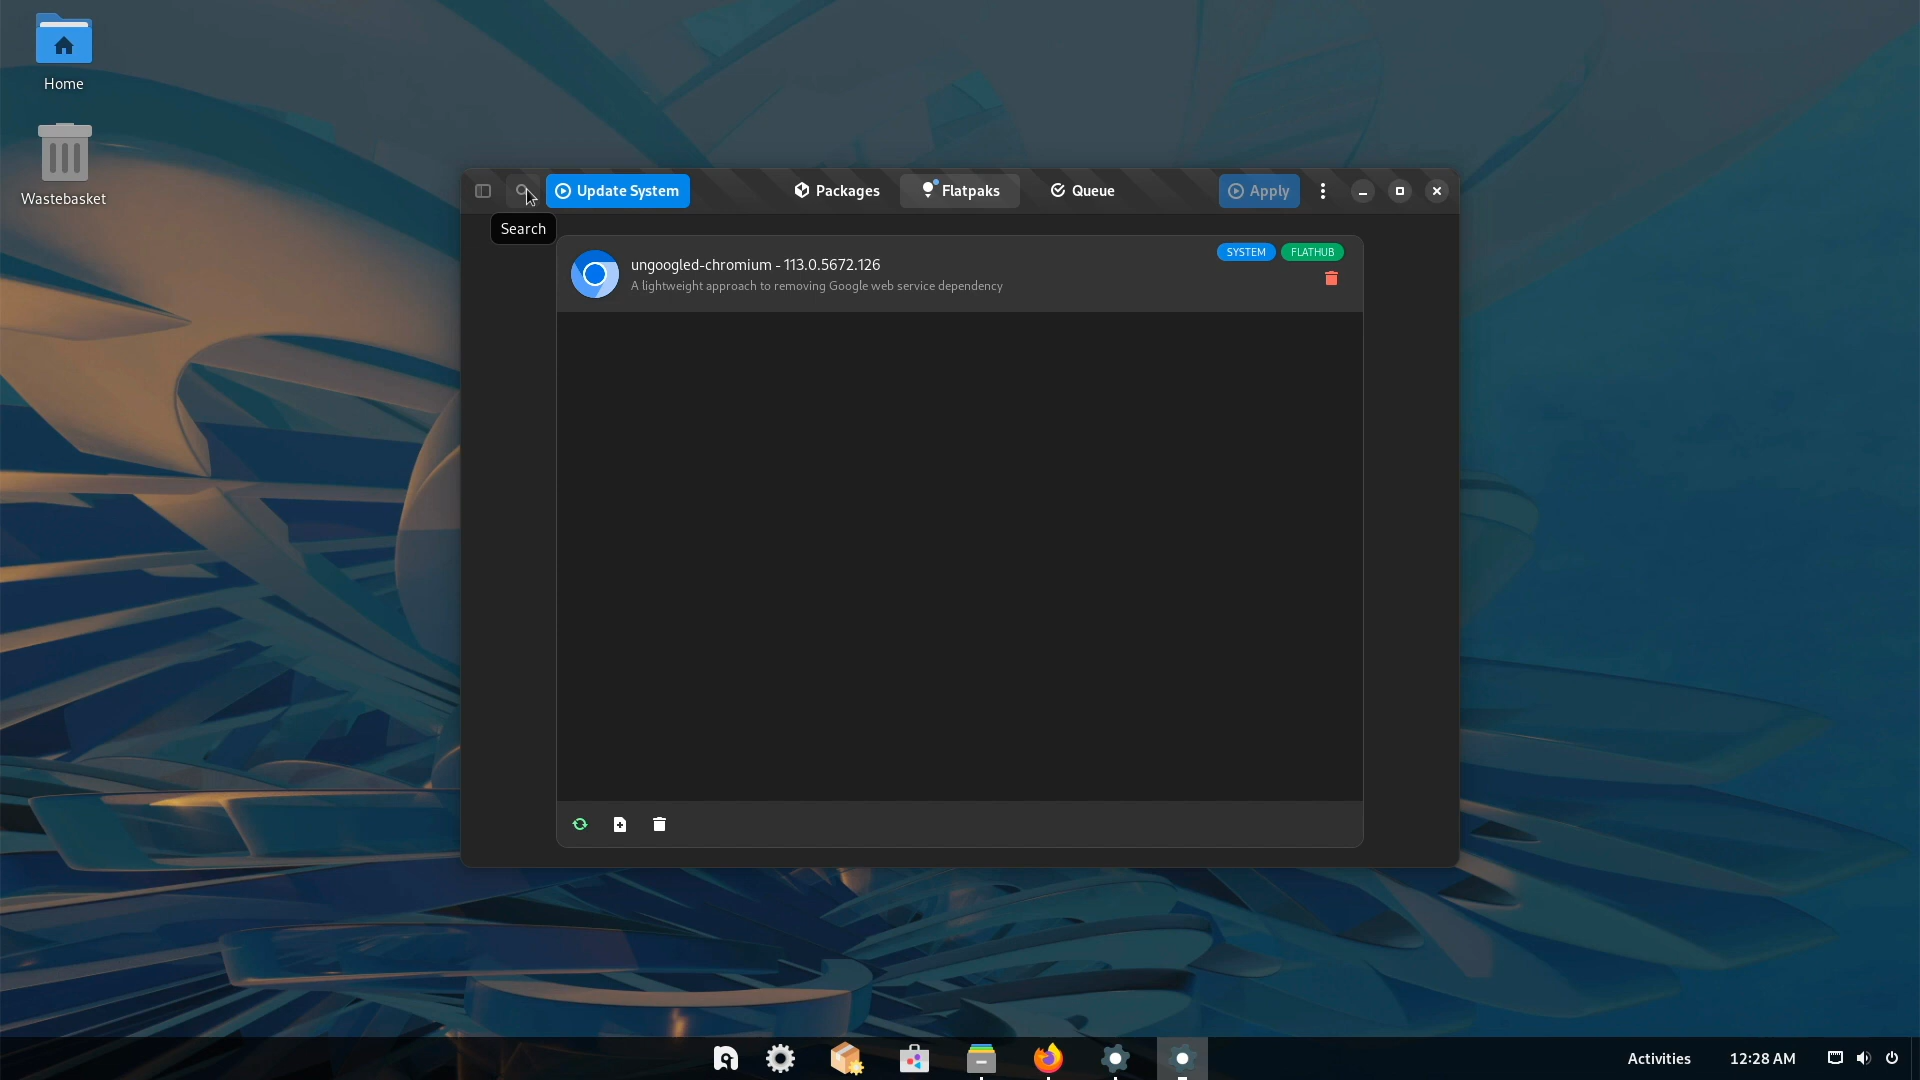 Home
Wastebasket
Update System
Packages
Flatpaks
Queue
Apply
Search
ungoogled-chromium - 113.0.5672.126
A lightweight approach to removing Google web service dependency
SYSTEM
FLATHUB
Activities
12:28 AM